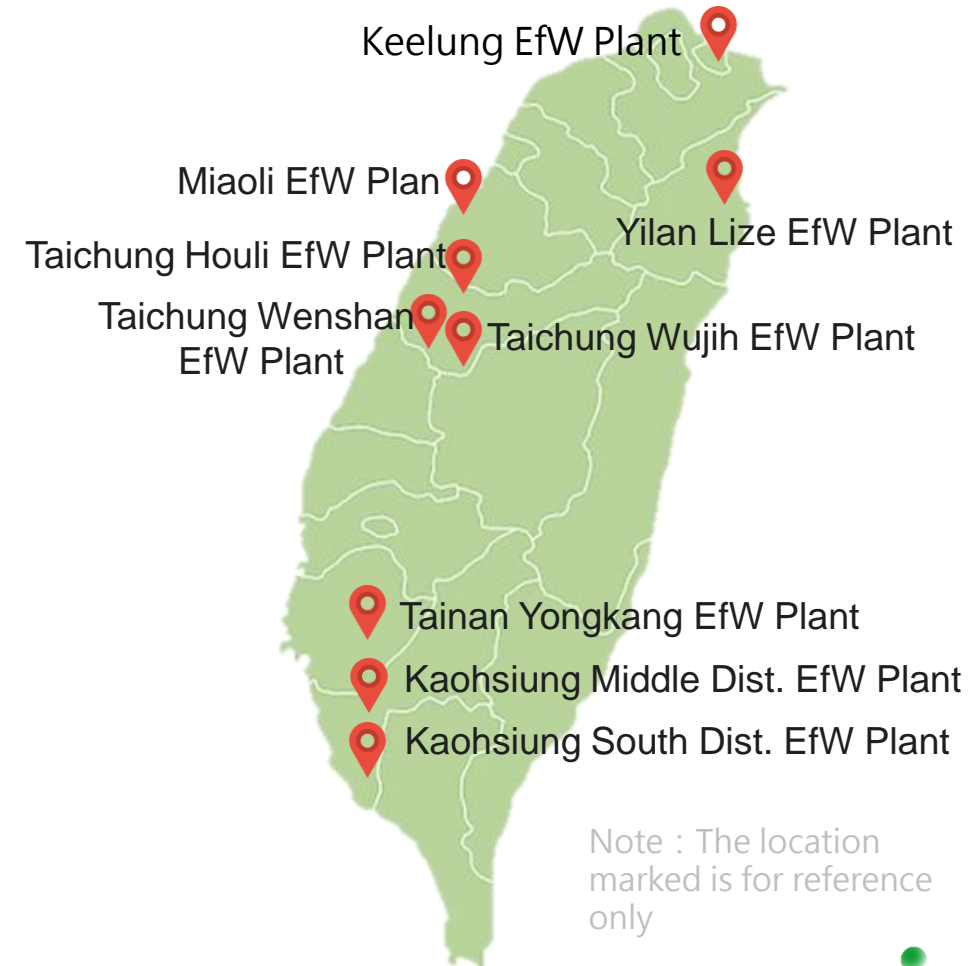 Keelung EfW Plant
Miaoli EfW Plan
Yilan Lize EfW Plant
Taichung Houli EfW Plant
Taichung Wenshan
EfW Plant
Taichung Wujih EfW Plant
Tainan Yongkang EfW Plant
Kaohsiung Middle Dist. EfW Plant
Kaohsiung South Dist. EfW Plant
Note：The location
marked is for reference
only